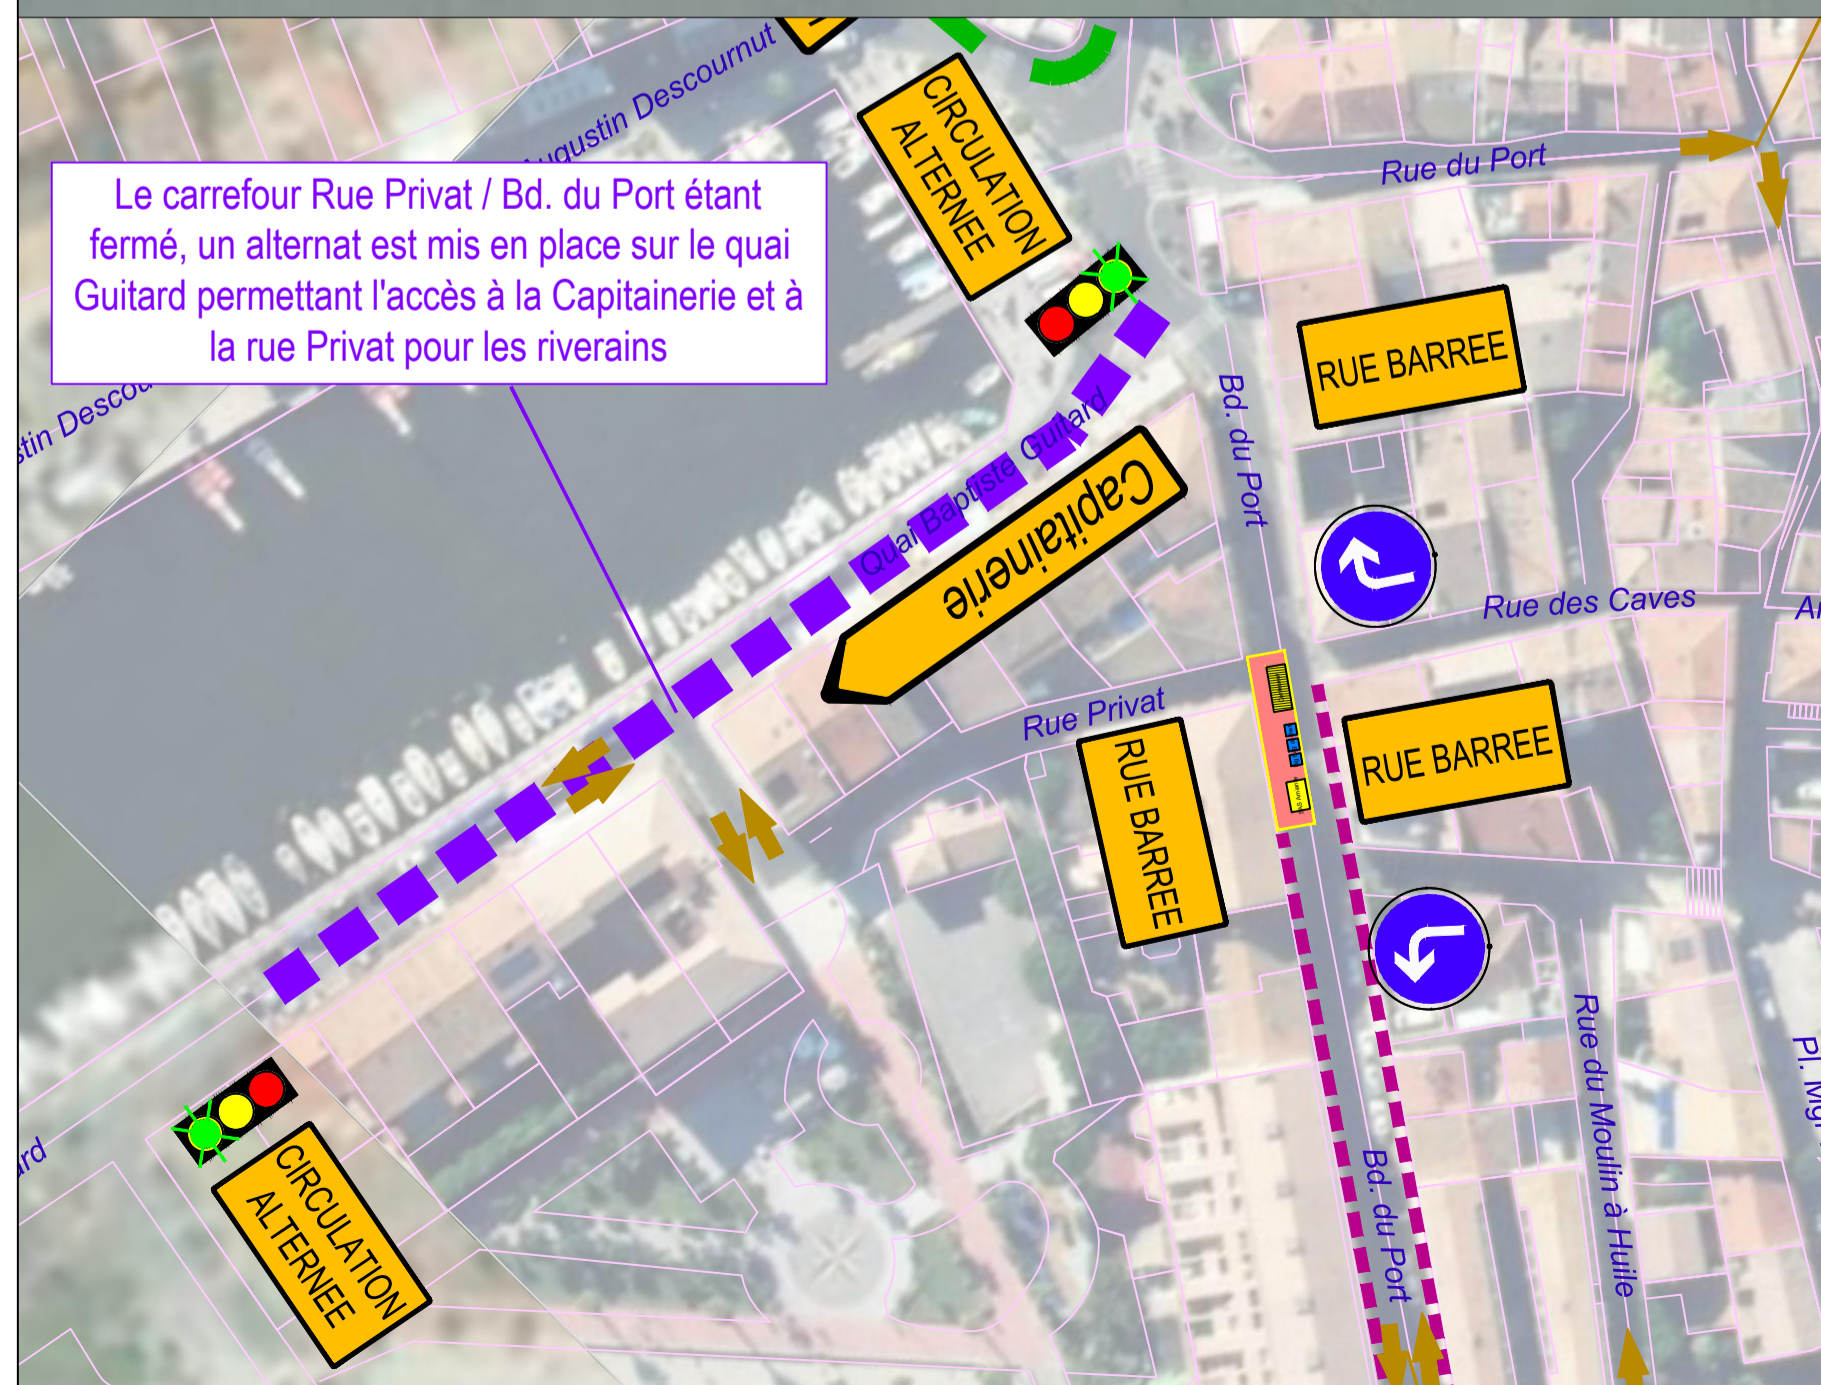 Augustin Descournut
CIRCULATION
ALTERNEE
Rue du Port
Le carrefour Rue Privat / Bd. du Port étant
fermé, un alternat est mis en place sur le quai
Guitard permettant l'accès à la Capitainerie et à
la rue Privat pour les riverains
RUE BARREE
Bd. du Port
Quai Baptiste Guitard
Capitainerie
Rue des Caves
Rue Privat
RUE BARREE
RUE BARREE
Rue du Moulin à Huile
Bd. du Port
CIRCULATION
ALTERNEE